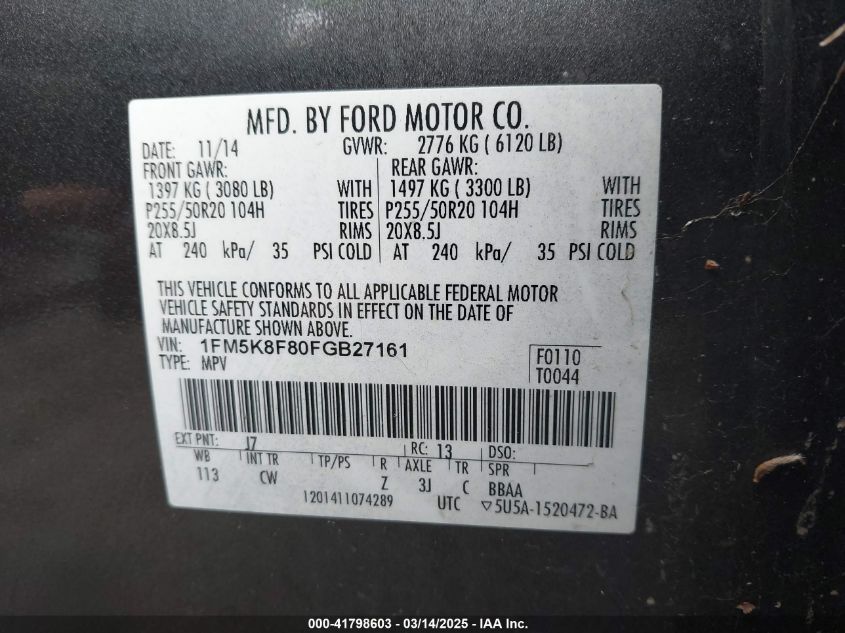 MFD. BY FORD MOTOR CO.
DATE: 11/14 GVWR: 2776 KG ( 6120 LB)
FRONT GAWR: REAR GAWR:
1397 KG ( 3080 LB) WITH 1497 KG ( 3300 LB) WITH
P255/50R20 104H TIRES P255/50R20 104H TIRES
20X8.5J RIMS 20X8.5J RIMS
AT 240 kPa/ 35 PSI COLD AT 240 kPa/ 35 PSI COLD
THIS VEHICLE CONFORMS TO ALL APPLICABLE FEDERAL MOTOR
VEHICLE SAFETY STANDARDS IN EFFECT ON THE DATE OF
MANUFACTURE SHOWN ABOVE.
VIN: 1FM5K8F80FGB27161
TYPE: MPV
F0110
T0044
EXT PNT: J7 RC: 13 DSO:
WB INT TR TP/PS R AXLE TR SPR
113 CW Z 3J C BBAA
1201411074289 UTC ▽5U5A-1520472-BA
000-41798603 - 03/14/2025 - IAA Inc.